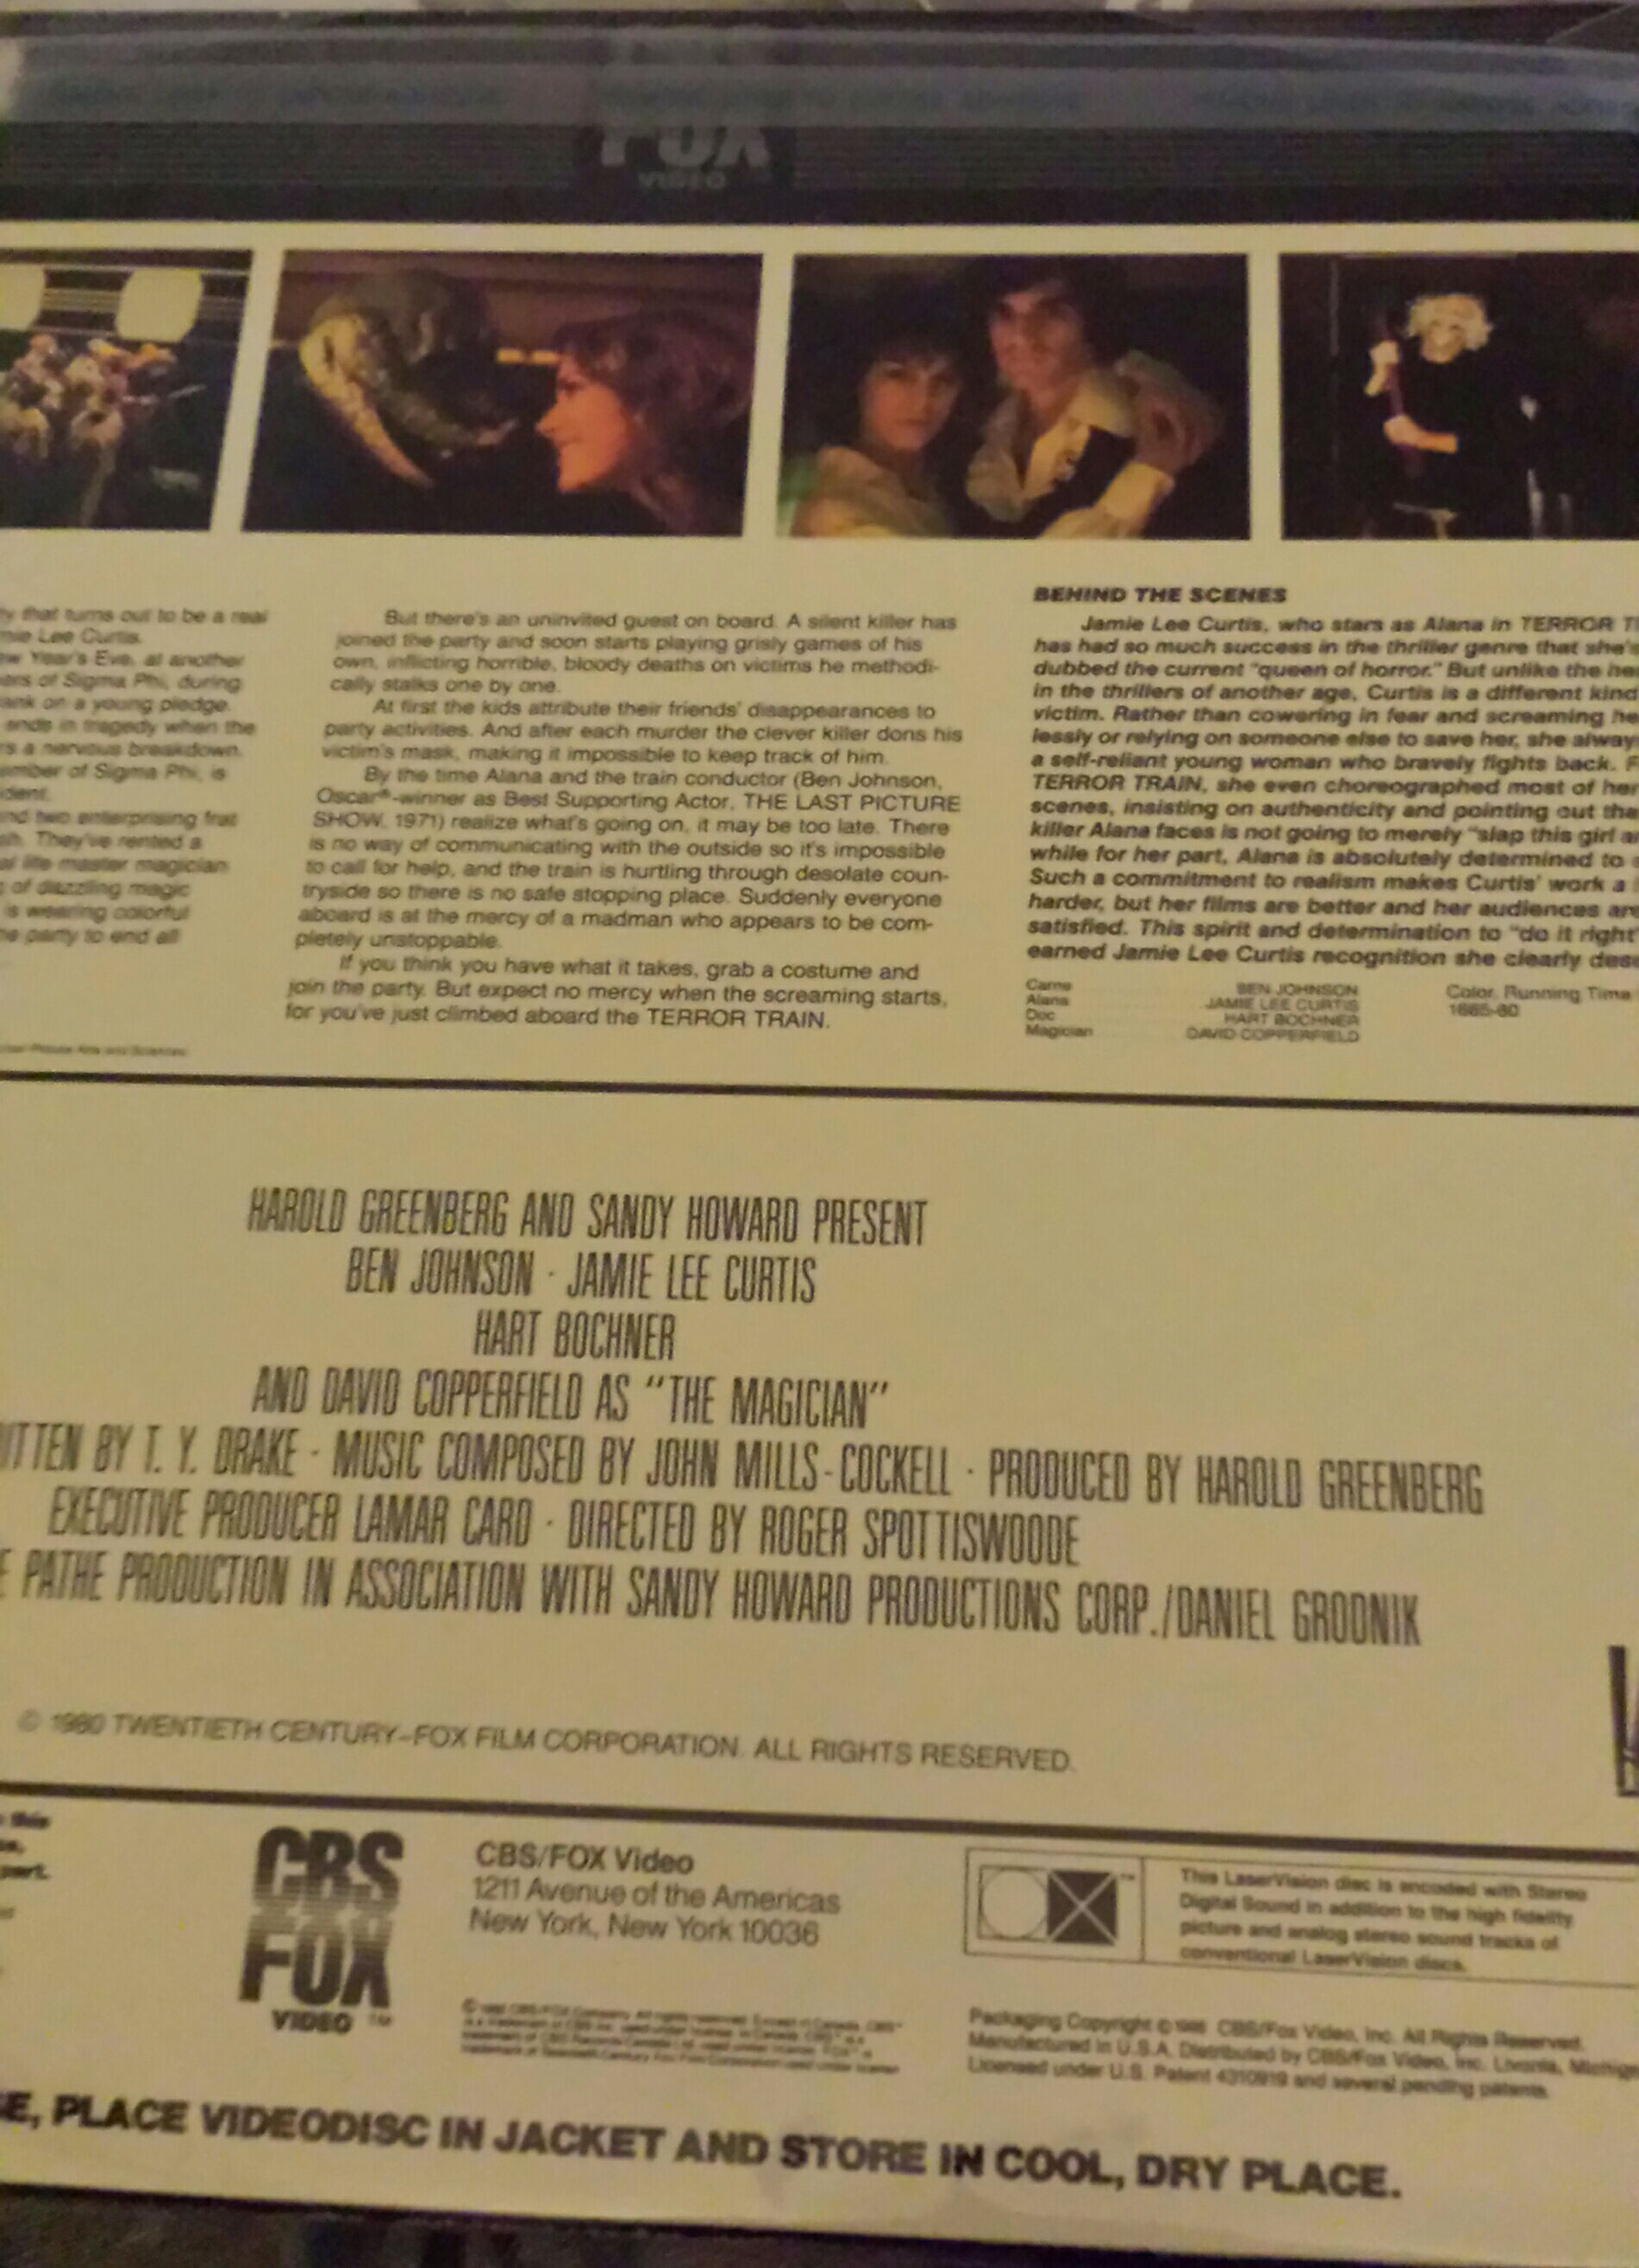 FOX
VIDEO
that turns out to be a real
Lee Curtis.
Year's Eve, at another
of Sigma Phi, during
on a young pledge.
ends in tragedy when the
a nervous breakdown.
of Sigma Phi, is
two enterprising frat
They've rented a
life master magician
of dazzling magic
is wearing colorful
party to end all
Picture Arts and Sciences
But there's an uninvited guest on board. A silent killer has
joined the party and soon starts playing grisly games of his
own, inflicting horrible, bloody deaths on victims he methodi-
cally stalks one by one.
At first the kids attribute their friends' disappearances to
party activities. And after each murder the clever killer dons his
victim's mask, making it impossible to keep track of him.
By the time Alana and the train conductor (Ben Johnson,
Oscar®-winner as Best Supporting Actor, THE LAST PICTURE
SHOW, 1971) realize what's going on, it may be too late. There
is no way of communicating with the outside so it's impossible
to call for help, and the train is hurtling through desolate coun-
tryside so there is no safe stopping place. Suddenly everyone
aboard is at the mercy of a madman who appears to be com-
pletely unstoppable.
If you think you have what it takes, grab a costume and
join the party. But expect no mercy when the screaming starts,
for you've just climbed aboard the TERROR TRAIN.
BEHIND THE SCENES
Jamie Lee Curtis, who stars as Alana in TERROR
has had so much success in the thriller genre that she's
dubbed the current "queen of horror." But unlike the
in the thrillers of another age, Curtis is a different kind
victim. Rather than cowering in fear and screaming
lessly or relying on someone else to save her, she
a self-reliant young woman who bravely fights back.
TERROR TRAIN, she even choreographed most of her
scenes, insisting on authenticity and pointing out
killer Alana faces is not going to merely "slap this girl
while for her part, Alana is absolutely determined to
Such a commitment to realism makes Curtis' work a
harder, but her films are better and her audiences are
satisfied. This spirit and determination to "do it right"
earned Jamie Lee Curtis recognition she clearly
Carne BEN JOHNSON
Alana JAMIE LEE CURTIS
Doc HART BOCHNER
Magician DAVID COPPERFIELD
Color. Running Time
1665-80
HAROLD GREENBERG AND SANDY HOWARD PRESENT
BEN JOHNSON · JAMIE LEE CURTIS
HART BOCHNER
AND DAVID COPPERFIELD AS "THE MAGICIAN"
ITTEN BY T. Y. DRAKE · MUSIC COMPOSED BY JOHN MILLS-COCKELL · PRODUCED BY HAROLD GREENBERG
EXECUTIVE PRODUCER LAMAR CARD · DIRECTED BY ROGER SPOTTISWOODE
E PATHE PRODUCTION IN ASSOCIATION WITH SANDY HOWARD PRODUCTIONS CORP./DANIEL GRODNIK
© 1980 TWENTIETH CENTURY-FOX FILM CORPORATION. ALL RIGHTS RESERVED.
this
part.
CBS
FOX
VIDEO TM
CBS/FOX Video
1211 Avenue of the Americas
New York, New York 10036
TM
This LaserVision disc is encoded with Stereo
Digital Sound in addition to the high fidelity
picture and analog stereo sound tracks of
conventional LaserVision discs.
Packaging Copyright © CBS/Fox Video, Inc. All Rights Reserved.
Manufactured in U.S.A. Distributed by CBS/Fox Video, Inc. Livonia,
Licensed under U.S. Patent 4310919 and several pending patents.
E, PLACE VIDEODISC IN JACKET AND STORE IN COOL, DRY PLACE.